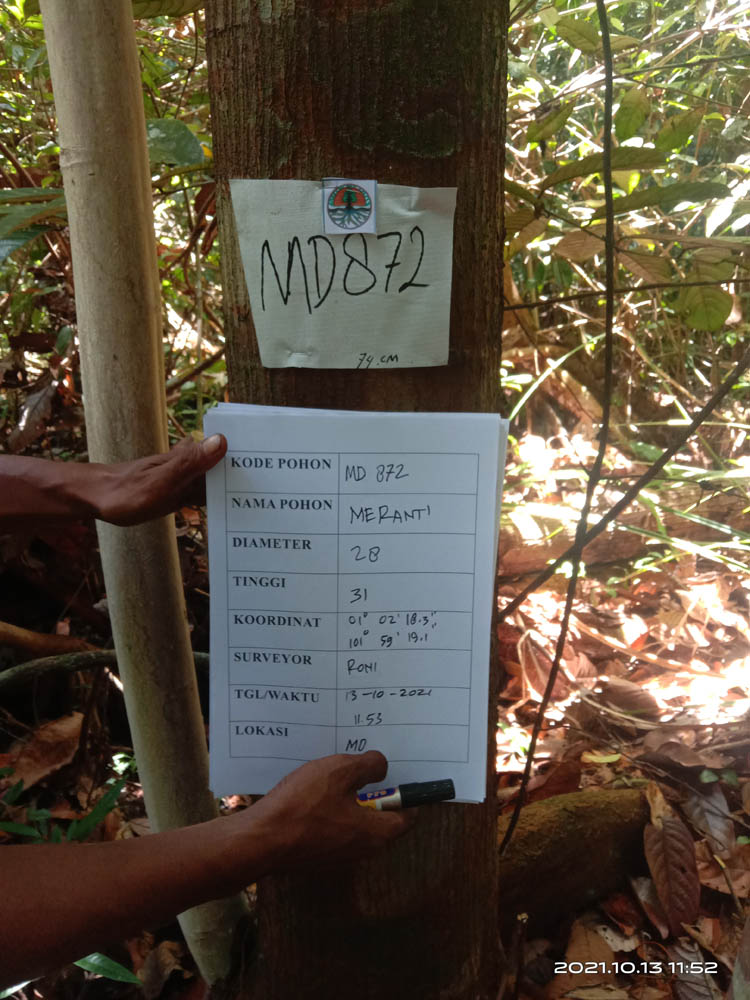 MD872
74 cm
KODE POHON MD 872
NAMA POHON MERANTI
DIAMETER 28
TINGGI 31
KOORDINAT 01° 02' 18.3"
101° 59' 19.1
SURVEYOR RONI
TGL/WAKTU 13-10-2021
11.53
LOKASI MD
2021.10.13 11:52